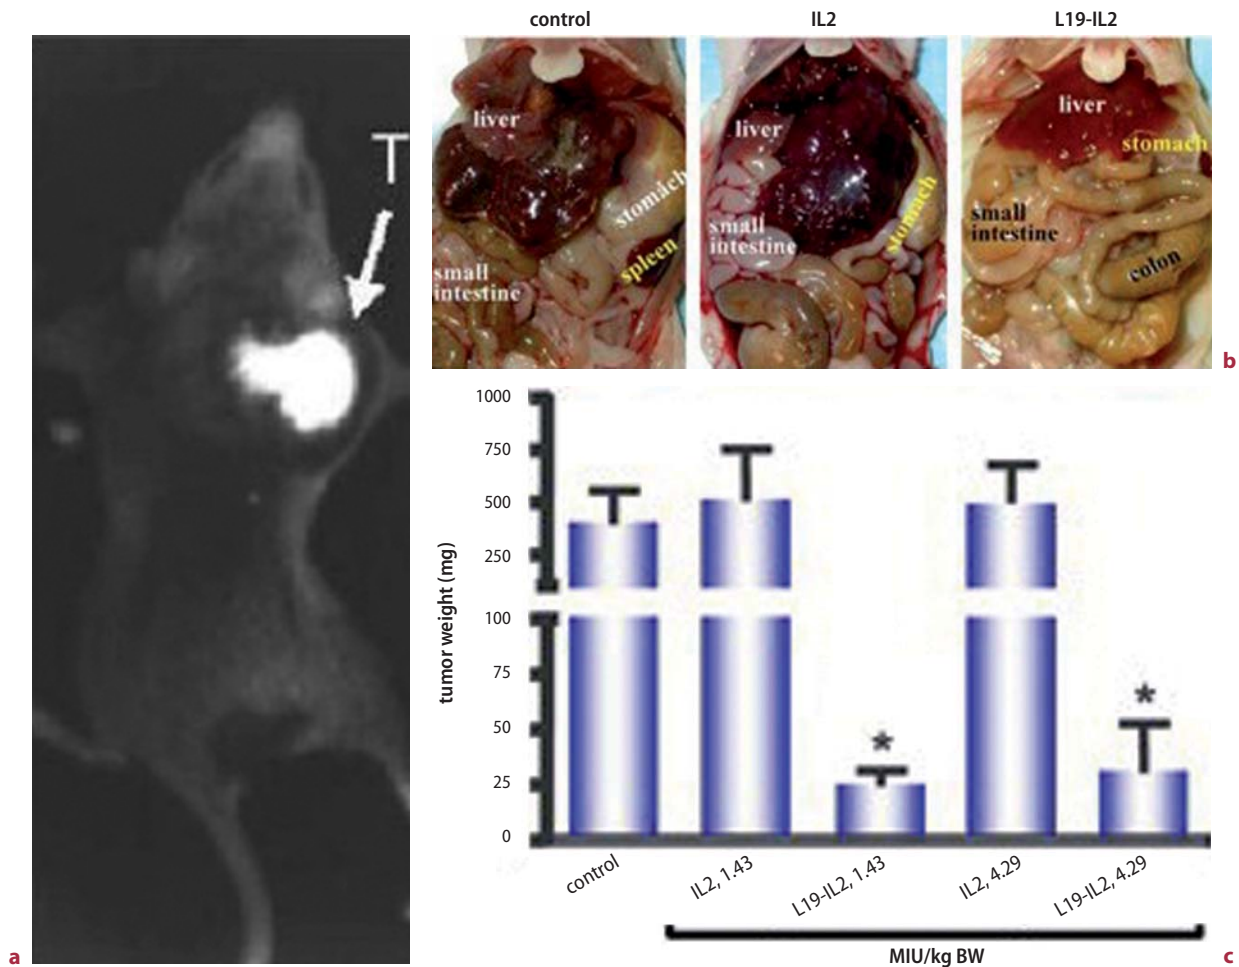 control
IL2
L19-IL2
T
liver
stomach
spleen
small
intestine
liver
stomach
small
intestine
liver
stomach
small
intestine
colon
a
b
1000
750
500
250
100
75
50
25
0
tumor weight (mg)
*
*
control
IL2, 1.43
L19-IL2, 1.43
IL2, 4.29
L19-IL2, 4.29
MIU/kg BW
c